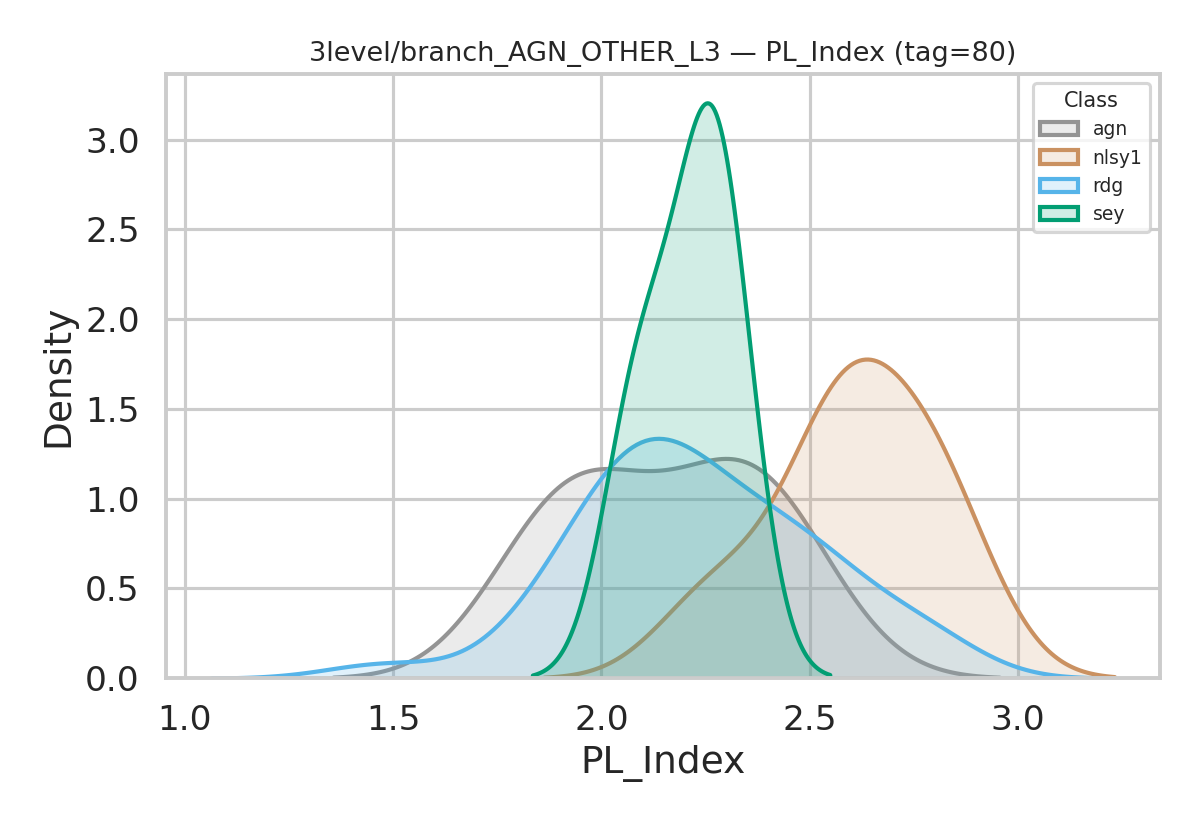 3level/branch_AGN_OTHER_L3 — PL_Index (tag=80)
Class
agn
nlsy1
rdg
sey
Density
3.0
2.5
2.0
1.5
1.0
0.5
0.0
1.0 1.5 2.0 2.5 3.0
PL_Index